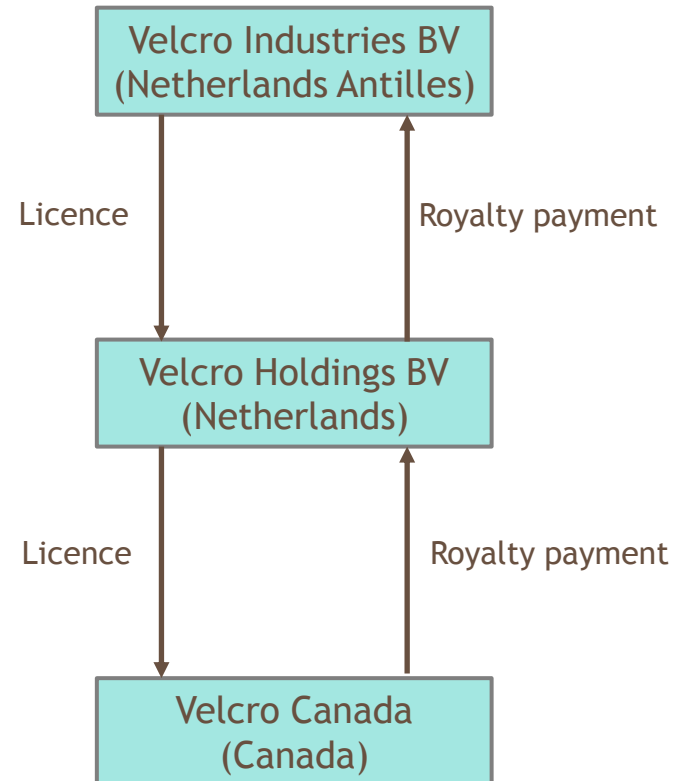 Velcro Industries BV
(Netherlands Antilles)
Licence
Royalty payment
Velcro Holdings BV
(Netherlands)
Licence
Royalty payment
Velcro Canada
(Canada)